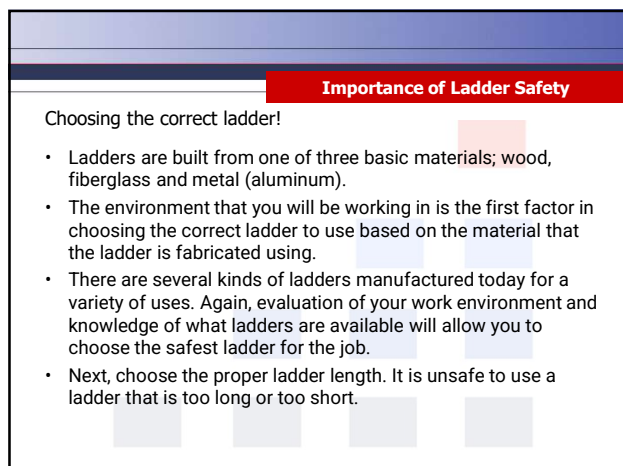 Importance of Ladder Safety
Choosing the correct ladder!
• Ladders are built from one of three basic materials; wood,
fiberglass and metal (aluminum).
• The environment that you will be working in is the first factor in
choosing the correct ladder to use based on the material that
the ladder is fabricated using.
• There are several kinds of ladders manufactured today for a
variety of uses. Again, evaluation of your work environment and
knowledge of what ladders are available will allow you to
choose the safest ladder for the job.
• Next, choose the proper ladder length. It is unsafe to use a
ladder that is too long or too short.